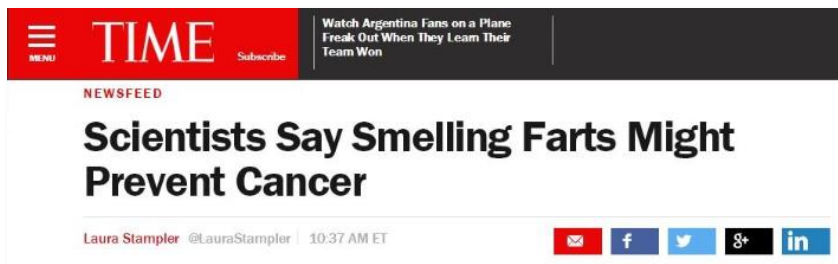 MENU
TIME
Subscribe
Watch Argentina Fans on a Plane
Freak Out When They Learn Their
Team Won
NEWSFEED
Scientists Say Smelling Farts Might
Prevent Cancer
Laura Stampler @LauraStampler 10:37 AM ET
f
8+
in